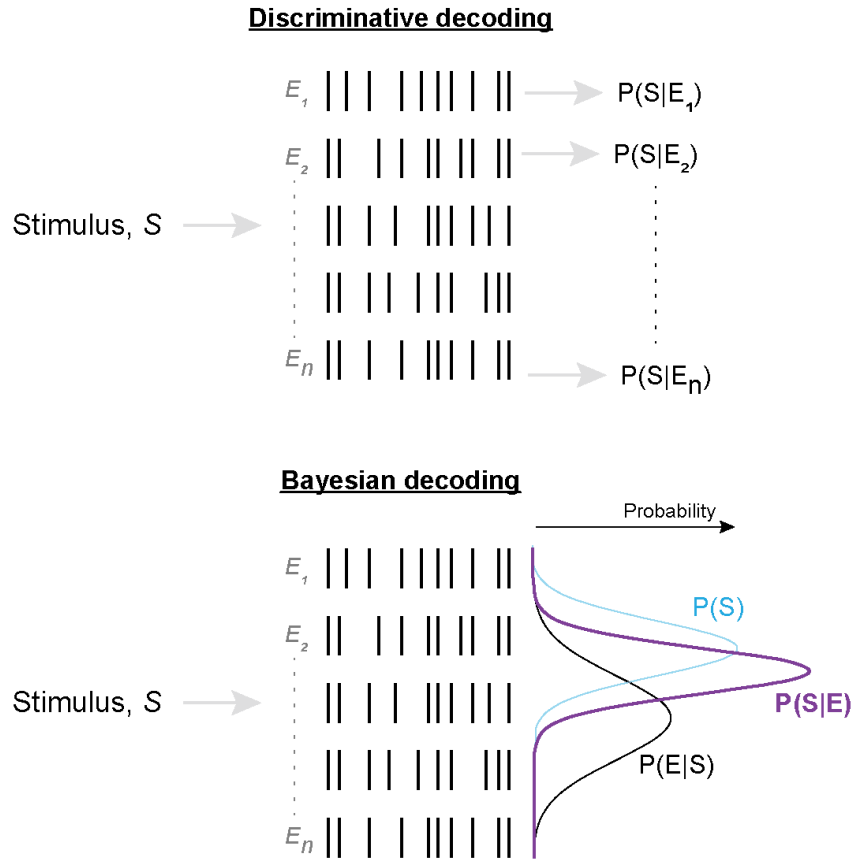 Discriminative decoding
E1
P(S|E1)
E2
P(S|E2)
Stimulus, S
En
P(S|En)
Bayesian decoding
Probability
E1
P(S)
E2
Stimulus, S
P(S|E)
P(E|S)
En